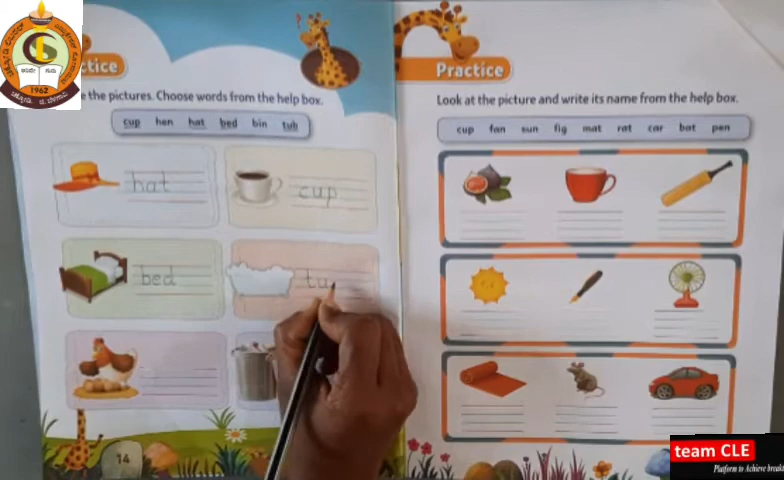 1962
ctice
Practice
e the pictures. Choose words from the help box.
cup hen hat bed bin tub
hat
cup
bed
tu
14
Look at the picture and write its name from the help box.
cup fan sun fig mat rat car bat pen
team CLE
Platform to Achieve breakt